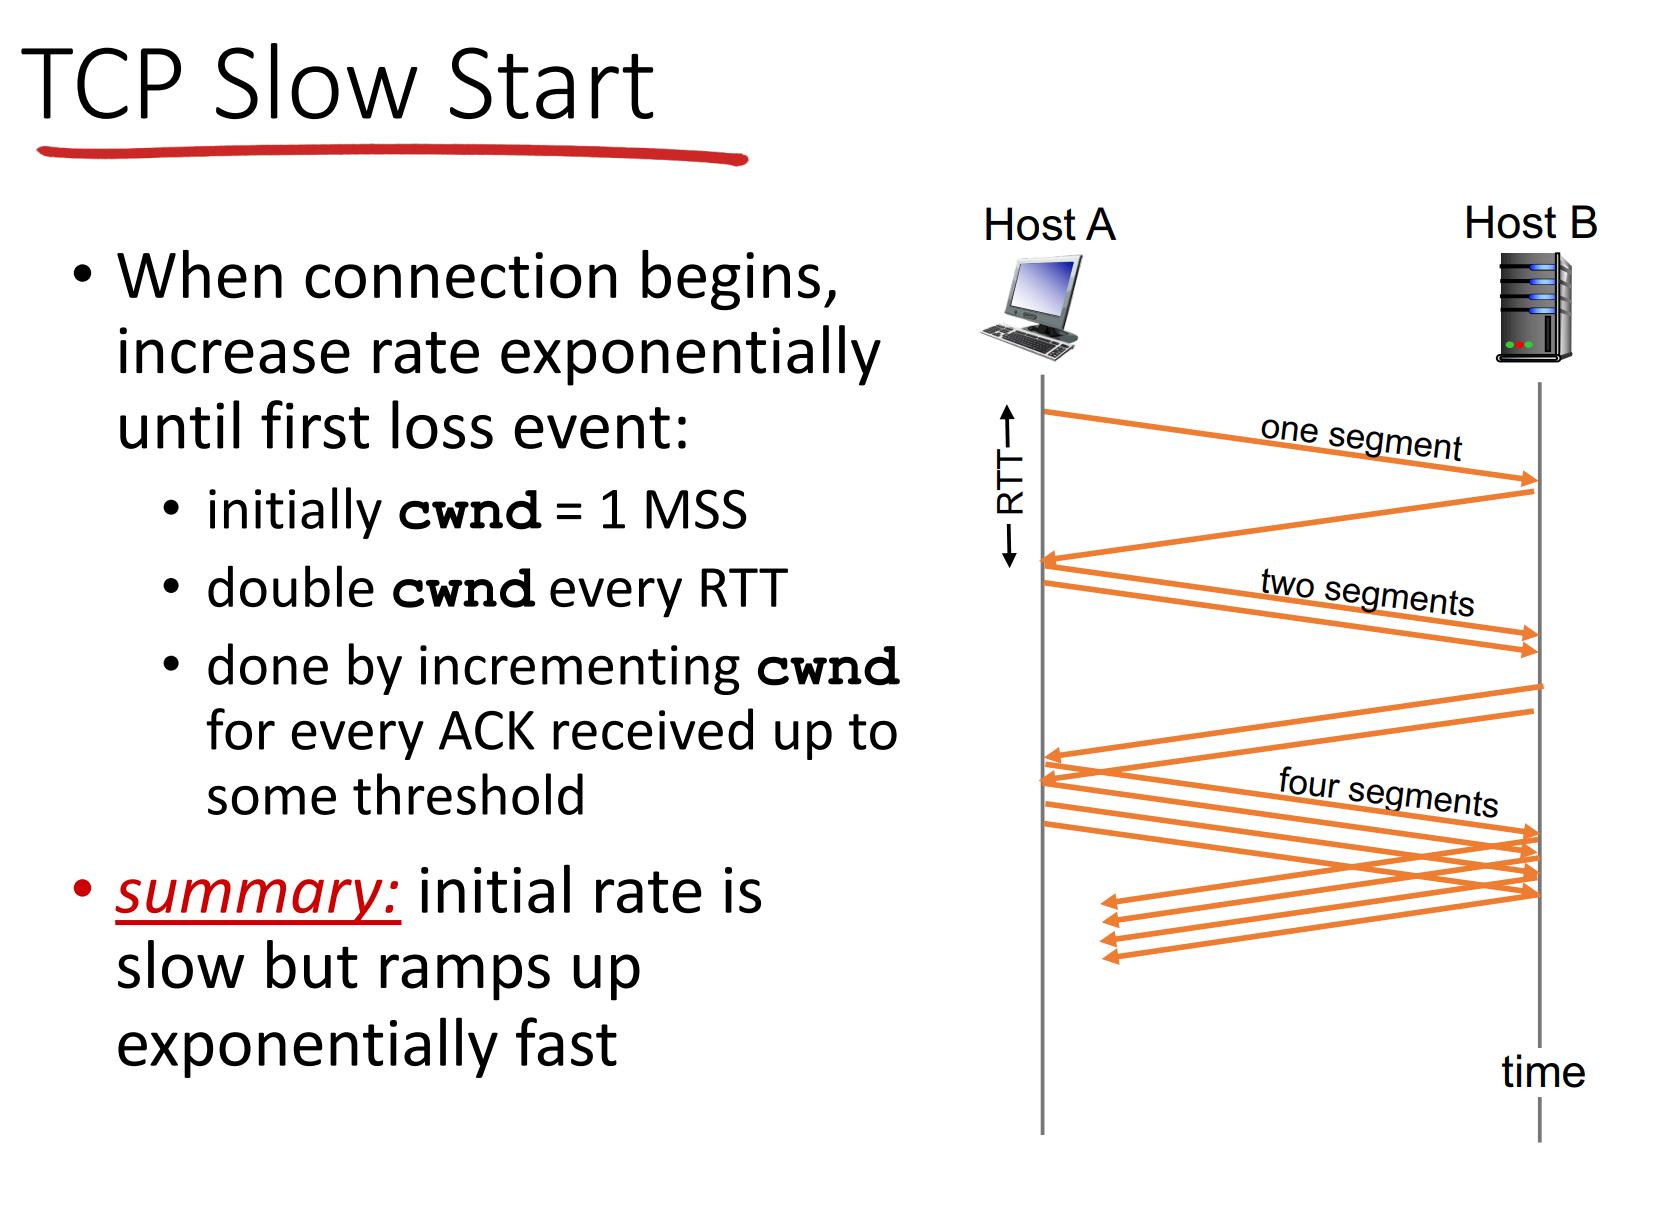 TCP Slow Start
• When connection begins,
increase rate exponentially
until first loss event:
• initially cwnd = 1 MSS
• double cwnd every RTT
• done by incrementing cwnd
for every ACK received up to
some threshold
• summary: initial rate is
slow but ramps up
exponentially fast
Host A
Host B
RTT
one segment
two segments
four segments
time